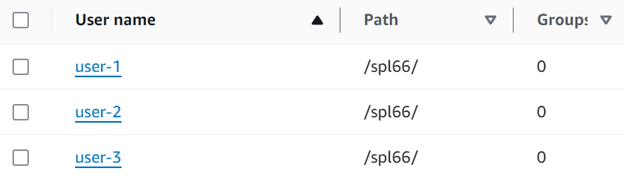 User name Path Groups
user-1 /spl66/ 0
user-2 /spl66/ 0
user-3 /spl66/ 0